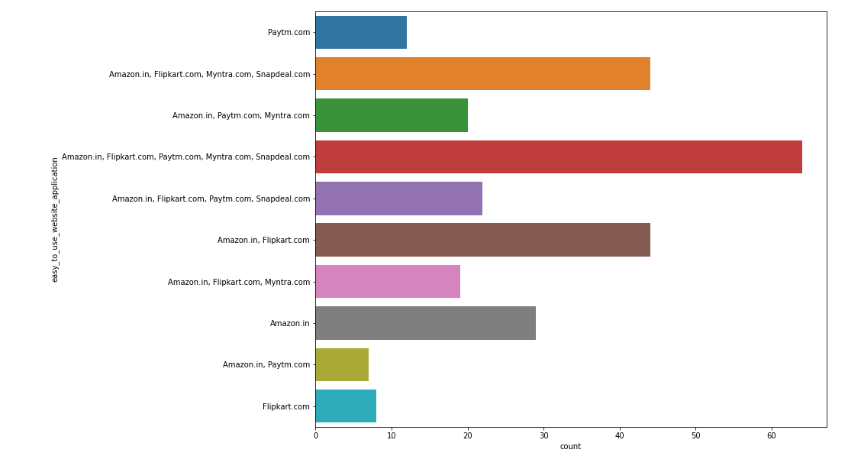 Paytm.com
Amazon.in, Flipkart.com, Myntra.com, Snapdeal.com
Amazon.in, Paytm.com, Myntra.com
Amazon.in, Flipkart.com, Paytm.com, Myntra.com, Snapdeal.com
Amazon.in, Flipkart.com, Paytm.com, Snapdeal.com
Amazon.in, Flipkart.com
Amazon.in, Flipkart.com, Myntra.com
Amazon.in
Amazon.in, Paytm.com
Flipkart.com
easy_to_use_website_application
0 10 20 30 40 50 60
count